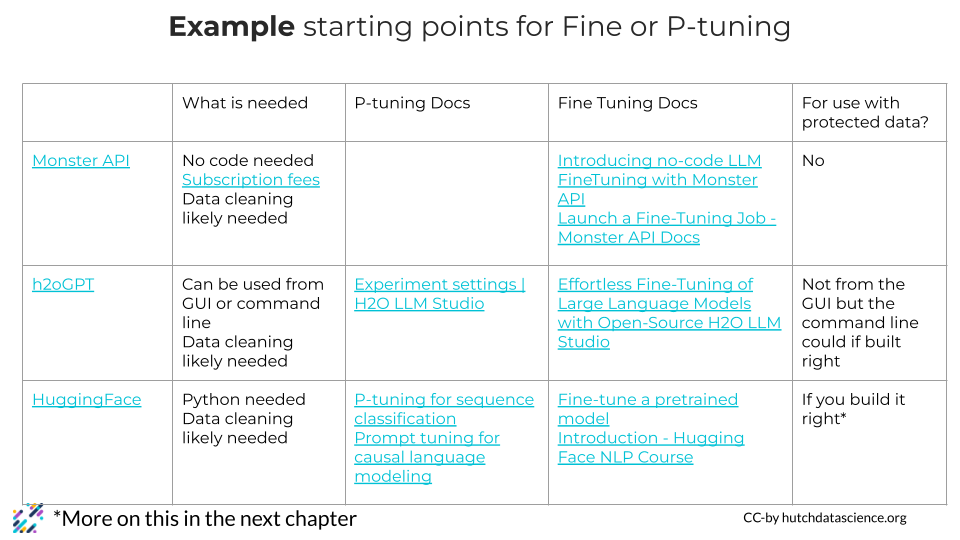 Example starting points for Fine or P-tuning
What is needed
P-tuning Docs
Fine Tuning Docs
For use with
protected data?
Monster API
No code needed
Subscription fees
Data cleaning
likely needed
Introducing no-code LLM
FineTuning with Monster
API
Launch a Fine-Tuning Job -
Monster API Docs
No
h2oGPT
Can be used from
GUI or command
line
Data cleaning
likely needed
Experiment settings |
H2O LLM Studio
Effortless Fine-Tuning of
Large Language Models
with Open-Source H2O LLM
Studio
Not from the
GUI but the
command line
could if built
right
HuggingFace
Python needed
Data cleaning
likely needed
P-tuning for sequence
classification
Prompt tuning for
causal language
modeling
Fine-tune a pretrained
model
Introduction - Hugging
Face NLP Course
If you build it
right*
*More on this in the next chapter
CC-by hutchdatascience.org